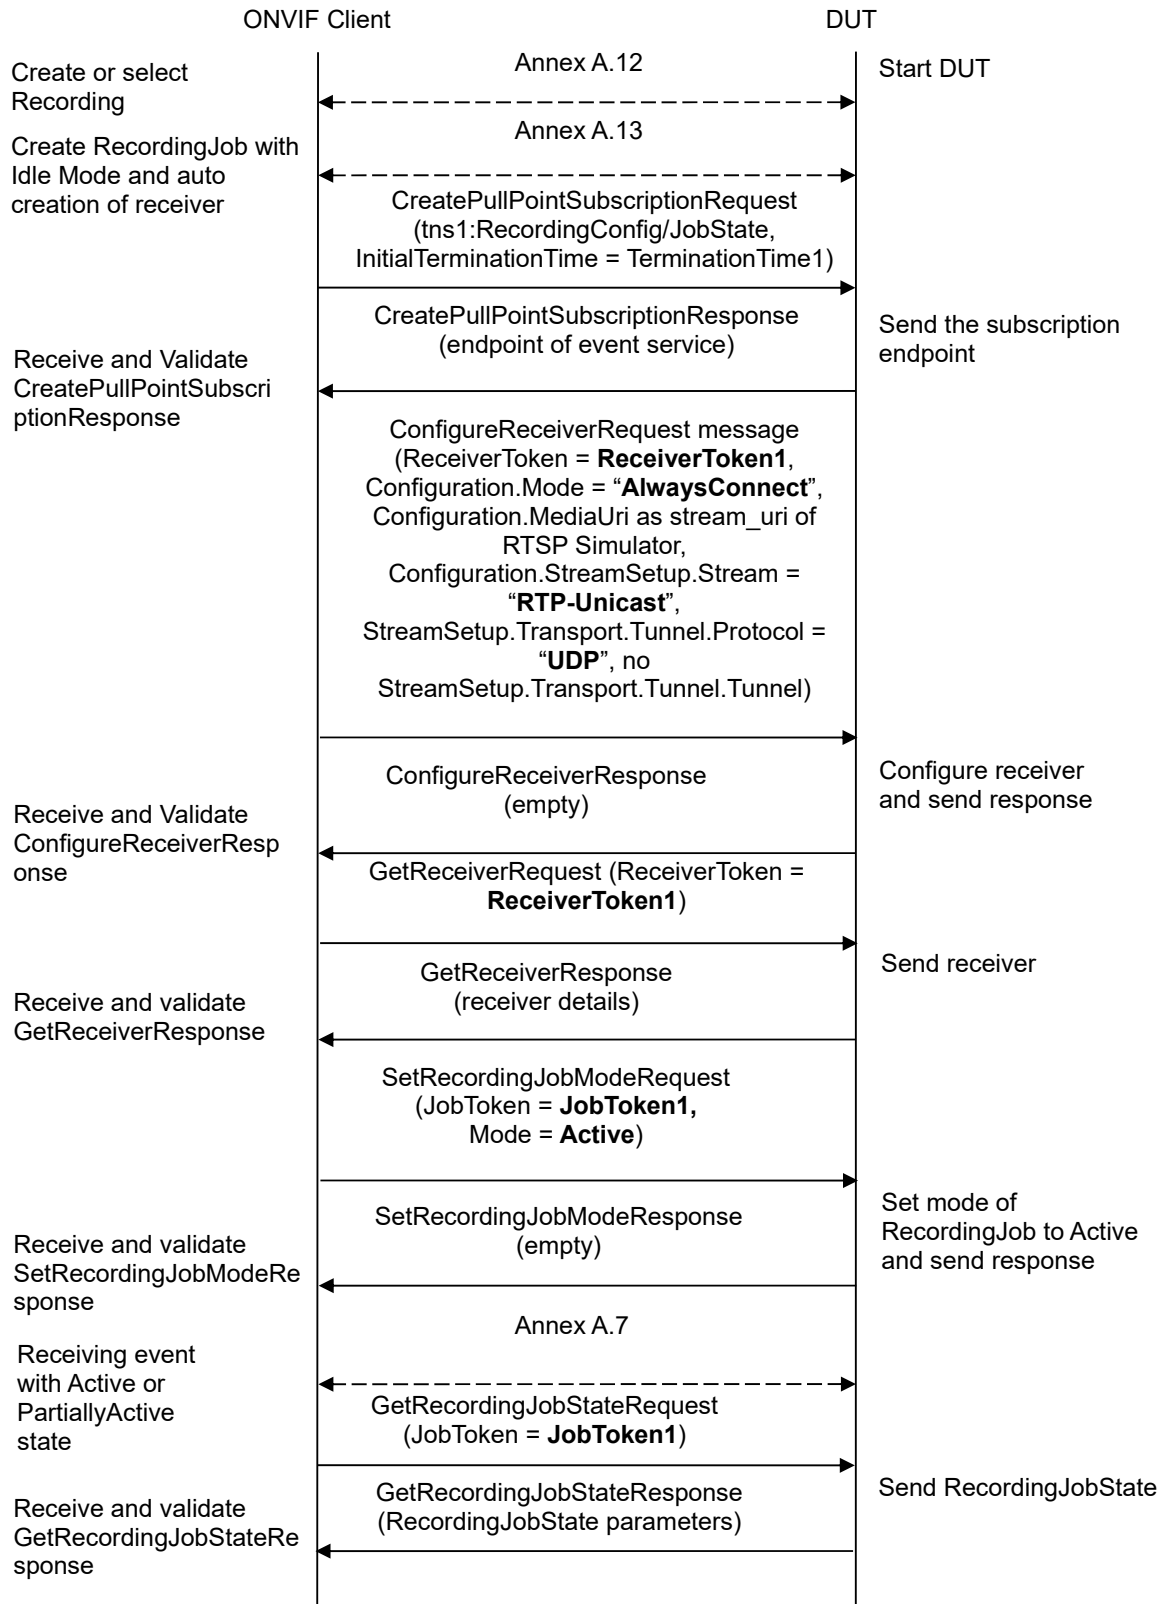 ONVIF Client
DUT
Annex A.12
Create or select
Recording
Start DUT
Annex A.13
Create RecordingJob with
Idle Mode and auto
creation of receiver
CreatePullPointSubscriptionRequest
(tns1:RecordingConfig/JobState,
InitialTerminationTime = TerminationTime1)
CreatePullPointSubscriptionResponse
(endpoint of event service)
Send the subscription
endpoint
Receive and Validate
CreatePullPointSubscri
ptionResponse
ConfigureReceiverRequest message
(ReceiverToken = ReceiverToken1,
Configuration.Mode = “AlwaysConnect”,
Configuration.MediaUri as stream_uri of
RTSP Simulator,
Configuration.StreamSetup.Stream =
“RTP-Unicast”,
StreamSetup.Transport.Tunnel.Protocol =
“UDP”, no
StreamSetup.Transport.Tunnel.Tunnel)
ConfigureReceiverResponse
(empty)
Configure receiver
and send response
Receive and Validate
ConfigureReceiverResp
onse
GetReceiverRequest (ReceiverToken =
ReceiverToken1)
Send receiver
GetReceiverResponse
(receiver details)
Receive and validate
GetReceiverResponse
SetRecordingJobModeRequest
(JobToken = JobToken1,
Mode = Active)
SetRecordingJobModeResponse
(empty)
Set mode of
RecordingJob to Active
and send response
Receive and validate
SetRecordingJobModeRe
sponse
Annex A.7
Receiving event
with Active or
PartiallyActive
state
GetRecordingJobStateRequest
(JobToken = JobToken1)
Send RecordingJobState
GetRecordingJobStateResponse
(RecordingJobState parameters)
Receive and validate
GetRecordingJobStateRe
sponse